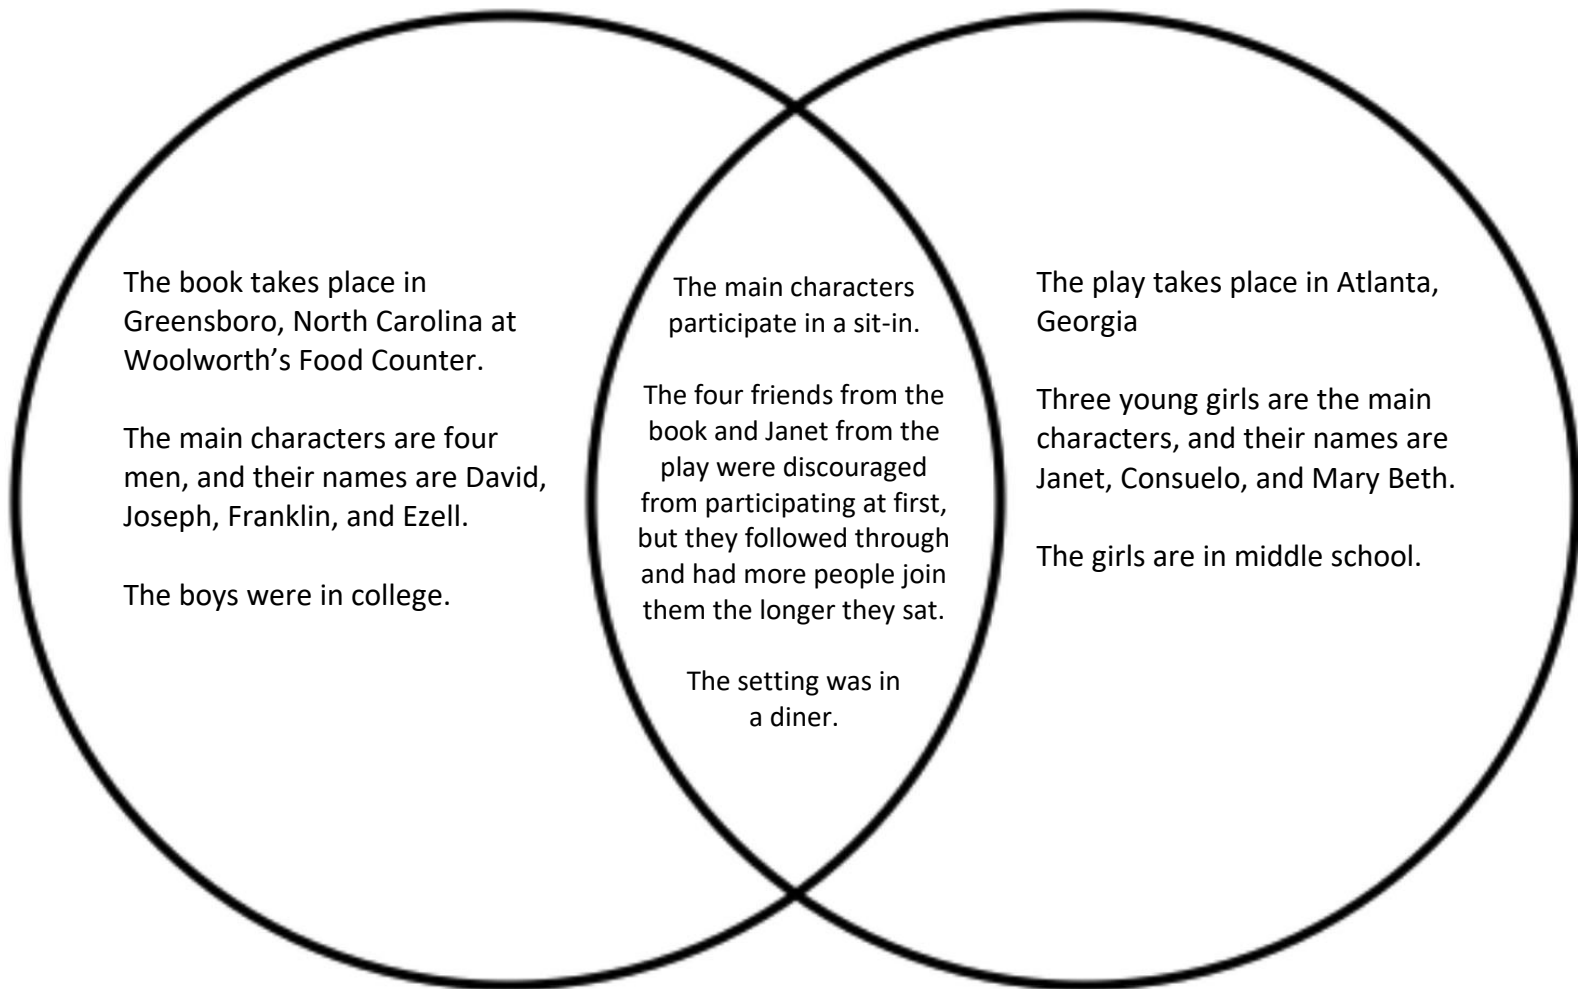 The book takes place in
Greensboro, North Carolina at
Woolworth’s Food Counter.
The main characters are four
men, and their names are David,
Joseph, Franklin, and Ezell.
The boys were in college.
The main characters
participate in a sit-in.
The four friends from the
book and Janet from the
play were discouraged
from participating at first,
but they followed through
and had more people join
them the longer they sat.
The setting was in
a diner.
The play takes place in Atlanta,
Georgia
Three young girls are the main
characters, and their names are
Janet, Consuelo, and Mary Beth.
The girls are in middle school.